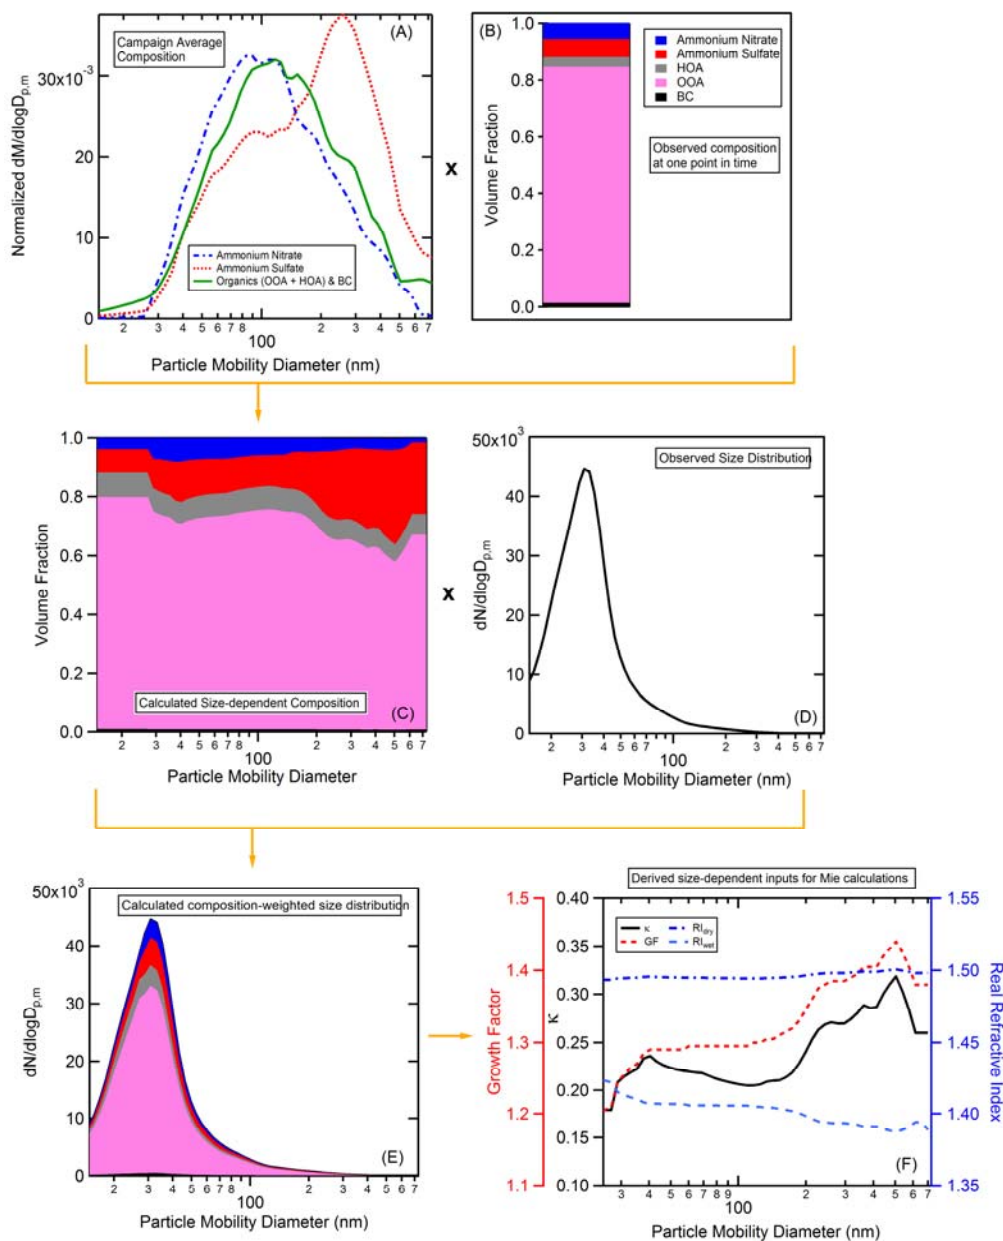 (A)
Campaign Average
Composition
Normalized dM/dlogDp,m
30x10-3
20
10
0
Ammonium Nitrate
Ammonium Sulfate
Organics (OOA + HOA) & BC
2 3 4 5 6 7 8 100 2 3 4 5 6 7
Particle Mobility Diameter (nm)
x
(B)
Volume Fraction
1.0
0.8
0.6
0.4
0.2
0.0
Ammonium Nitrate
Ammonium Sulfate
HOA
OOA
BC
Observed composition
at one point in time
Volume Fraction
1.0
0.8
0.6
0.4
0.2
0.0
Calculated Size-dependent Composition
(C)
2 3 4 5 6 7 8 100 2 3 4 5 6 7
Particle Mobility Diameter
x
50x103
40
30
20
10
0
dN/dlogDp,m
Observed Size Distribution
(D)
2 3 4 5 6 7 8 100 2 3 4 5 6 7
Particle Mobility Diameter (nm)
50x103
40
30
20
10
0
dN/dlogDp,m
Calculated composition-weighted size distribution
(E)
2 3 4 5 6 7 8 100 2 3 4 5 6 7
Particle Mobility Diameter (nm)
Derived size-dependent inputs for Mie calculations
1.5
1.4
1.3
1.2
1.1
Growth Factor
0.40
0.35
0.30
0.25
0.20
0.15
0.10
κ
κ
GF
RIdry
RIwet
1.55
1.50
1.45
1.40
1.35
Real Refractive Index
(F)
3 4 5 6 7 8 9 100 2 3 4 5 6 7
Particle Mobility Diameter (nm)